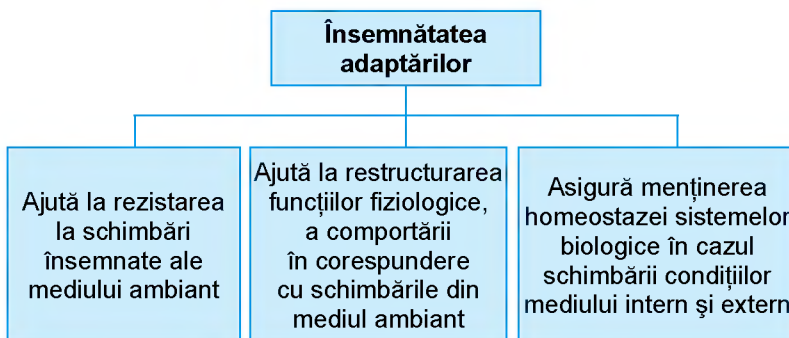 Însemnătatea
adaptărilor
Ajută la rezistarea
la schimbări
însemnate ale
mediului ambiant
Ajută la restructurarea
funcțiilor fiziologice,
a comportării
în corespundere
cu schimbările din
mediul ambiant
Asigură menținerea
homeostazei sistemelor
biologice în cazul
schimbării condițiilor
mediului intern şi extern